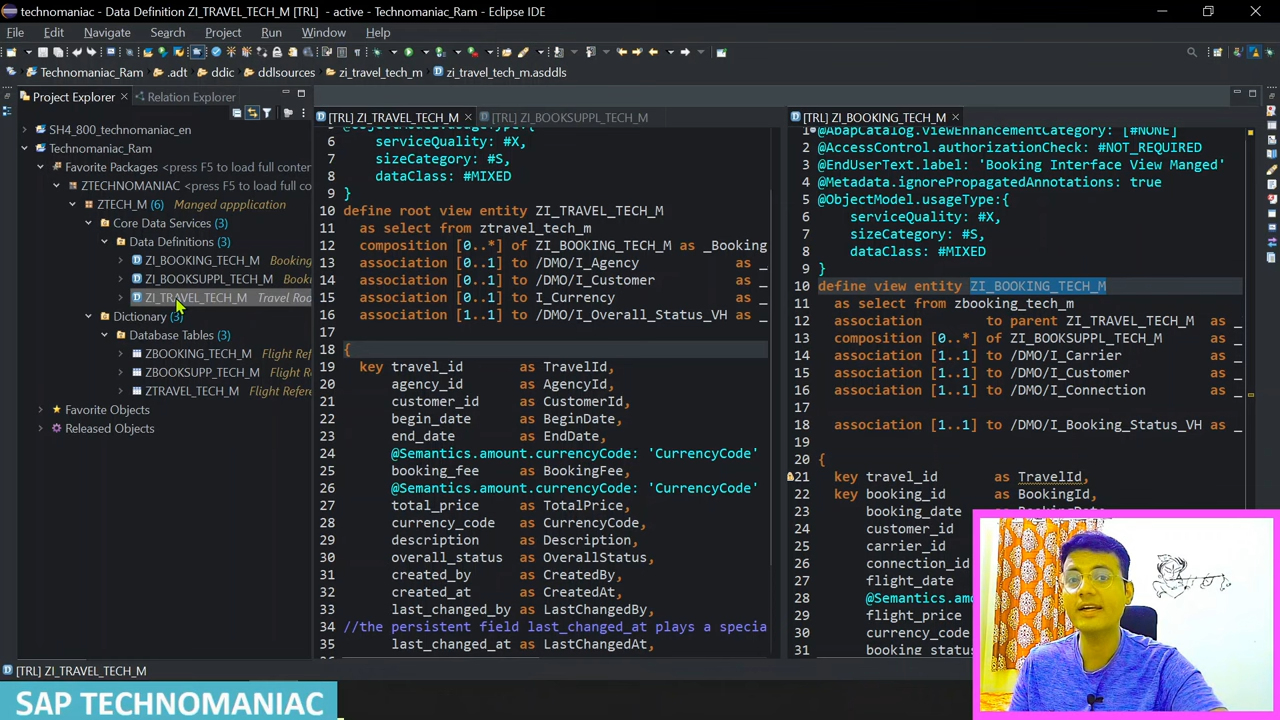 technomaniac - Data Definition ZI_TRAVEL_TECH_M [TRL] - active - Technomaniac_Ram - Eclipse IDE
File Edit Navigate Search Project Run Window Help
Technomaniac_Ram .adt ddic ddlsources zi_travel_tech_m zi_travel_tech_m.asddls
Project Explorer Relation Explorer
SH4_800_technomaniac_en
Technomaniac_Ram
Favorite Packages <press F5 to load full conter
ZTECHNOMANIAC <press F5 to load full cor
ZTECH_M (6) Manged appplication
Core Data Services (3)
Data Definitions (3)
ZI_BOOKING_TECH_M Booking
ZI_BOOKSUPPL_TECH_M Book
ZI_TRAVEL_TECH_M Travel Roo
Dictionary (3)
Database Tables (3)
ZBOOKING_TECH_M Flight Ref
ZBOOKSUPP_TECH_M Flight R
ZTRAVEL_TECH_M Flight Refere
Favorite Objects
Released Objects
[TRL] ZI_TRAVEL_TECH_M [TRL] ZI_BOOKSUPPL_TECH_M
5 @ObjectModel.usageType:{
6 serviceQuality: #X,
7 sizeCategory: #S,
8 dataClass: #MIXED
9 }
10 define root view entity ZI_TRAVEL_TECH_M
11 as select from ztravel_tech_m
12 composition [0..*] of ZI_BOOKING_TECH_M as _Booking
13 association [0..1] to /DMO/I_Agency as _
14 association [0..1] to /DMO/I_Customer as _
15 association [0..1] to I_Currency as _
16 association [1..1] to /DMO/I_Overall_Status_VH as _
17
18 {
19 key travel_id as TravelId,
20 agency_id as AgencyId,
21 customer_id as CustomerId,
22 begin_date as BeginDate,
23 end_date as EndDate,
24 @Semantics.amount.currencyCode: 'CurrencyCode'
25 booking_fee as BookingFee,
26 @Semantics.amount.currencyCode: 'CurrencyCode'
27 total_price as TotalPrice,
28 currency_code as CurrencyCode,
29 description as Description,
30 overall_status as OverallStatus,
31 created_by as CreatedBy,
32 created_at as CreatedAt,
33 last_changed_by as LastChangedBy,
34 //the persistent field last_changed_at plays a specia
35 last_changed_at as LastChangedAt,
[TRL] ZI_BOOKING_TECH_M
1 @AbapCatalog.viewEnhancementCategory: [#NONE]
2 @AccessControl.authorizationCheck: #NOT_REQUIRED
3 @EndUserText.label: 'Booking Interface View Manged'
4 @Metadata.ignorePropagatedAnnotations: true
5 @ObjectModel.usageType:{
6 serviceQuality: #X,
7 sizeCategory: #S,
8 dataClass: #MIXED
9 }
10 define view entity ZI_BOOKING_TECH_M
11 as select from zbooking_tech_m
12 association to parent ZI_TRAVEL_TECH_M as _
13 composition [0..*] of ZI_BOOKSUPPL_TECH_M as _
14 association [1..1] to /DMO/I_Carrier as _
15 association [1..1] to /DMO/I_Customer as _
16 association [1..1] to /DMO/I_Connection as _
17
18 association [1..1] to /DMO/I_Booking_Status_VH as _
20 {
21 key travel_id as TravelId,
22 key booking_id as BookingId,
23 booking_date as BookingDate
24 customer_id
25 carrier_id
26 connection_id
27 flight_date
28 @Semantics.amo
29 flight_price
30 currency_code
31 booking_status
[TRL] ZI_TRAVEL_TECH_M
SAP TECHNOMANIAC